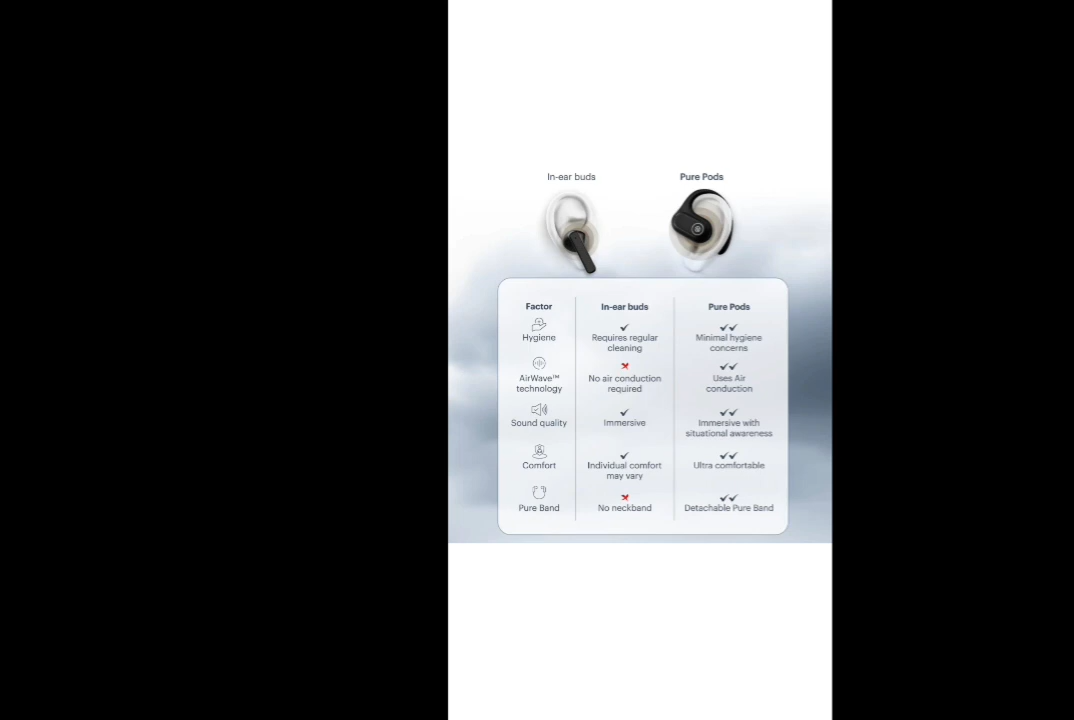 In-ear buds
Pure Pods
Factor
In-ear buds
Pure Pods
Hygiene
Requires regular
cleaning
Minimal hygiene
concerns
AirWave™
technology
No air conduction
required
Uses Air
conduction
Sound quality
Immersive
Immersive with
situational awareness
Comfort
Individual comfort
may vary
Ultra comfortable
Pure Band
No neckband
Detachable Pure Band